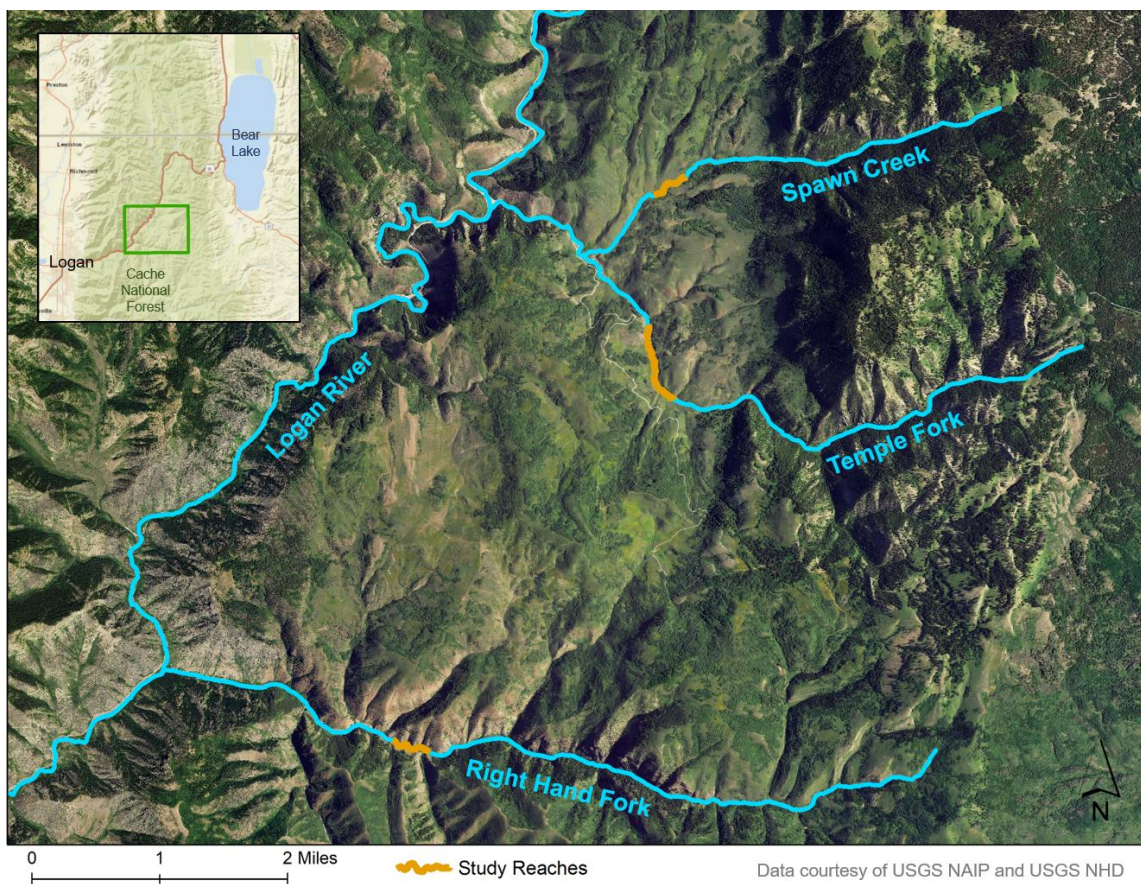 Preston
Lewiston
Richmond
Bear
Lake
Logan
Cache
National
Forest
Spawn Creek
Logan River
Temple Fork
Right Hand Fork
N
0 1 2 Miles
Study Reaches
Data courtesy of USGS NAIP and USGS NHD